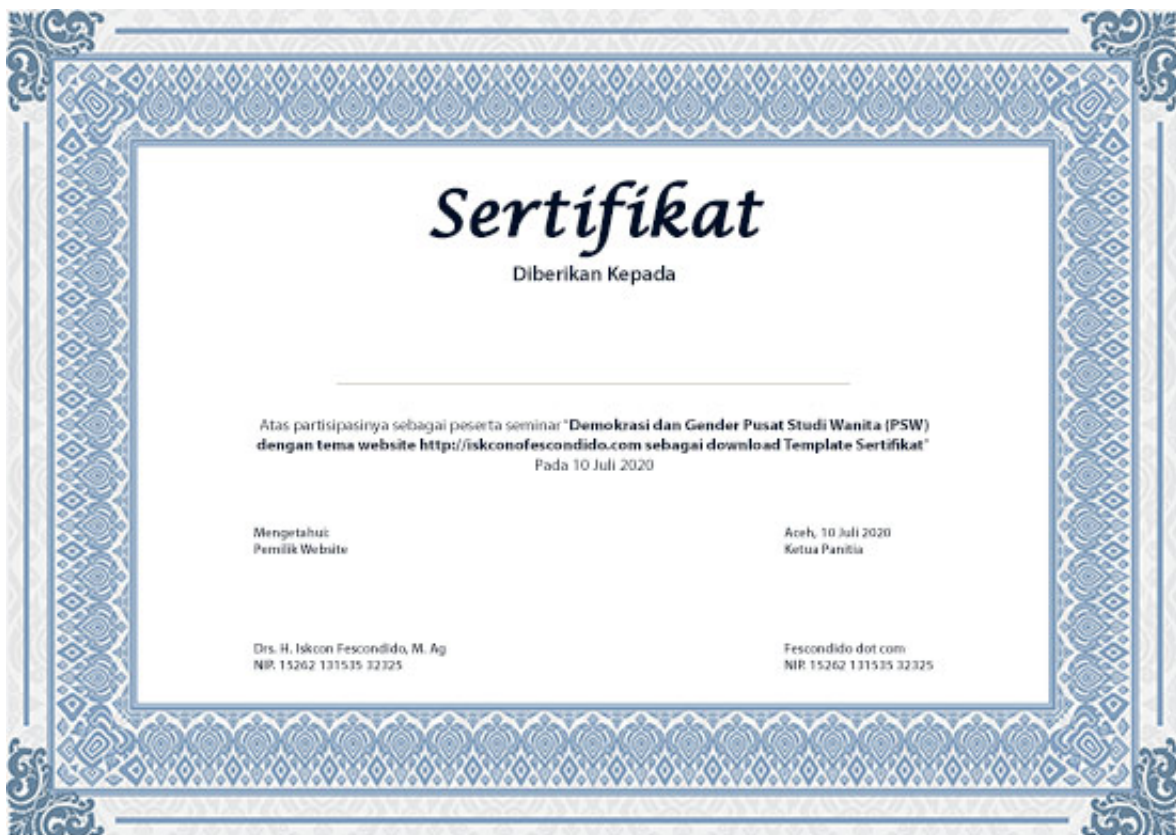 Sertifikat
Diberikan Kepada
Atas partisipasinya sebagai peserta seminar "Demokrasi dan Gender Pusat Studi Wanita (PSW)
dengan tema website http://iskconofescondido.com sebagai download Template Sertifikat"
Pada 10 Juli 2020
Mengetahui:
Pemilik Website
Aceh, 10 Juli 2020
Ketua Panitia
Drs. H. Iskcon Fescondido, M. Ag
NIP. 15262 131535 32325
Fescondido dot com
NIP. 15262 131535 32325